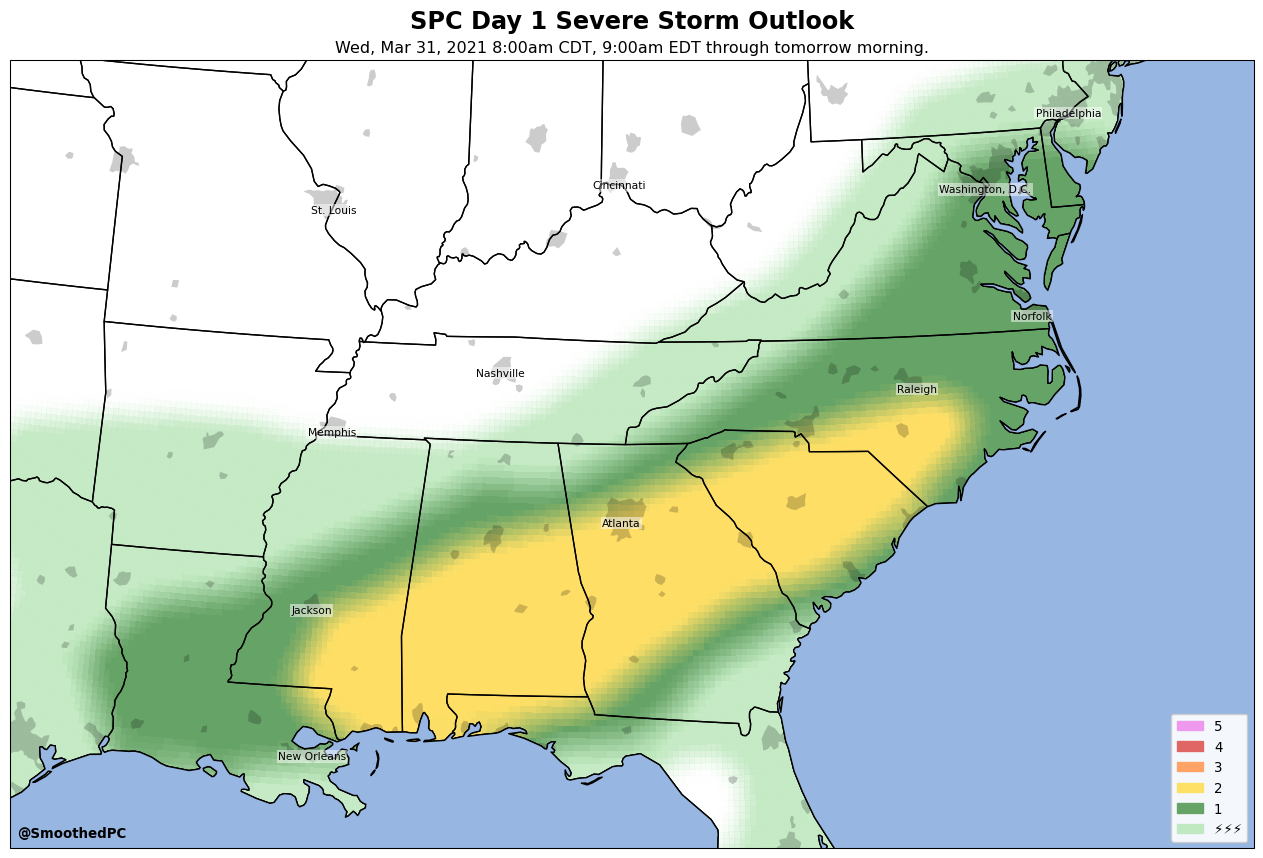 SPC Day 1 Severe Storm Outlook
Wed, Mar 31, 2021 8:00am CDT, 9:00am EDT through tomorrow morning.
Philadelphia
Cincinnati
Washington, D.C.
St. Louis
Norfolk
Nashville
Raleigh
Memphis
Atlanta
Jackson
New Orleans
5
4
3
2
1
⚡⚡⚡
@SmoothedPC